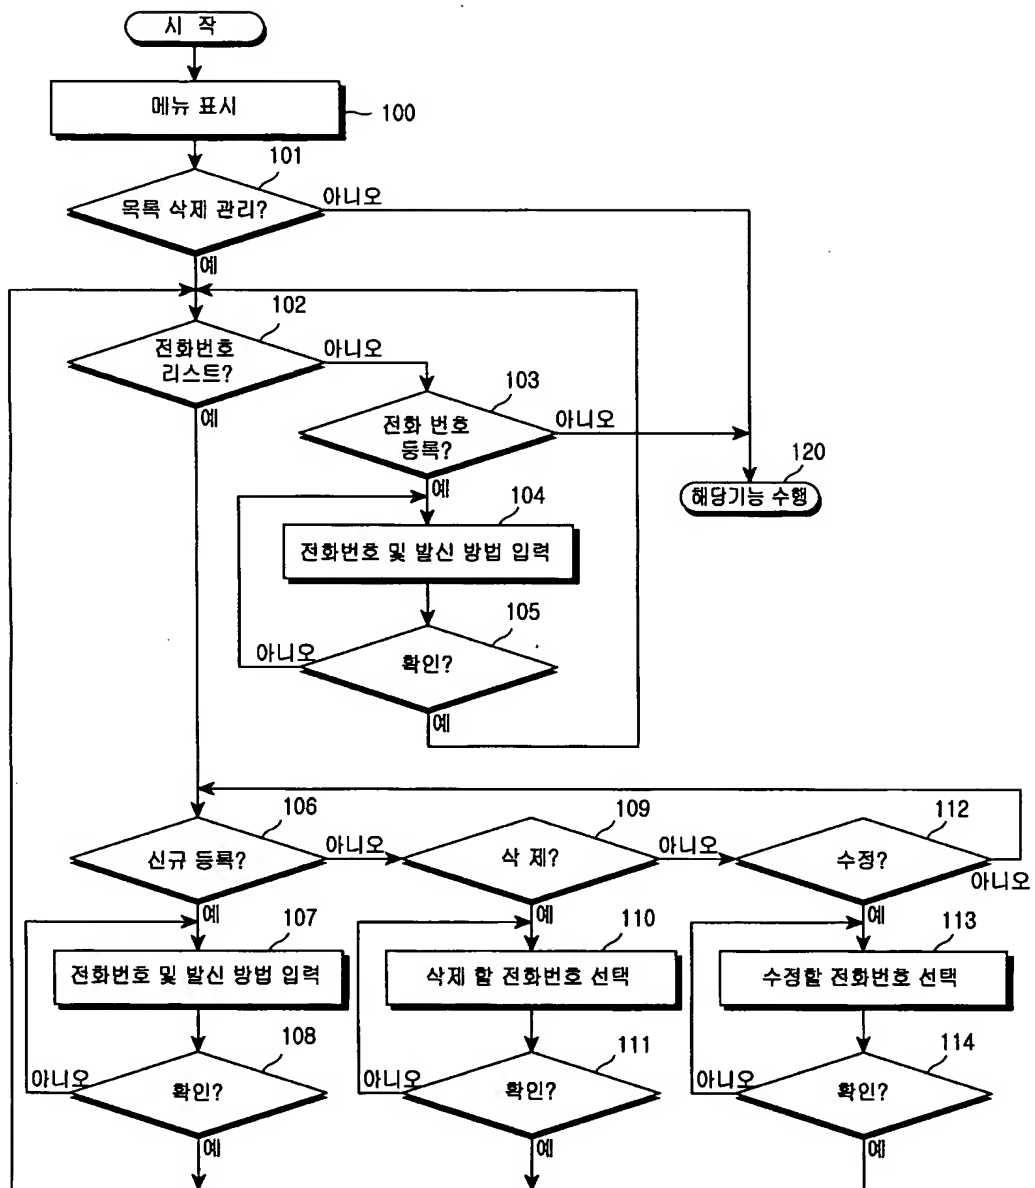 시 작
메뉴 표시
100
101
목록 삭제 관리?
아니오
예
102
전화번호
리스트?
아니오
예
103
전화 번호
등록?
아니오
예
120
해당기능 수행
104
전화번호 및 발신 방법 입력
105
확인?
아니오
예
106
신규 등록?
아니오
예
109
삭 제?
아니오
예
112
수정?
아니오
예
107
전화번호 및 발신 방법 입력
110
삭제 할 전화번호 선택
113
수정할 전화번호 선택
108
확인?
아니오
예
111
확인?
아니오
예
114
확인?
아니오
예